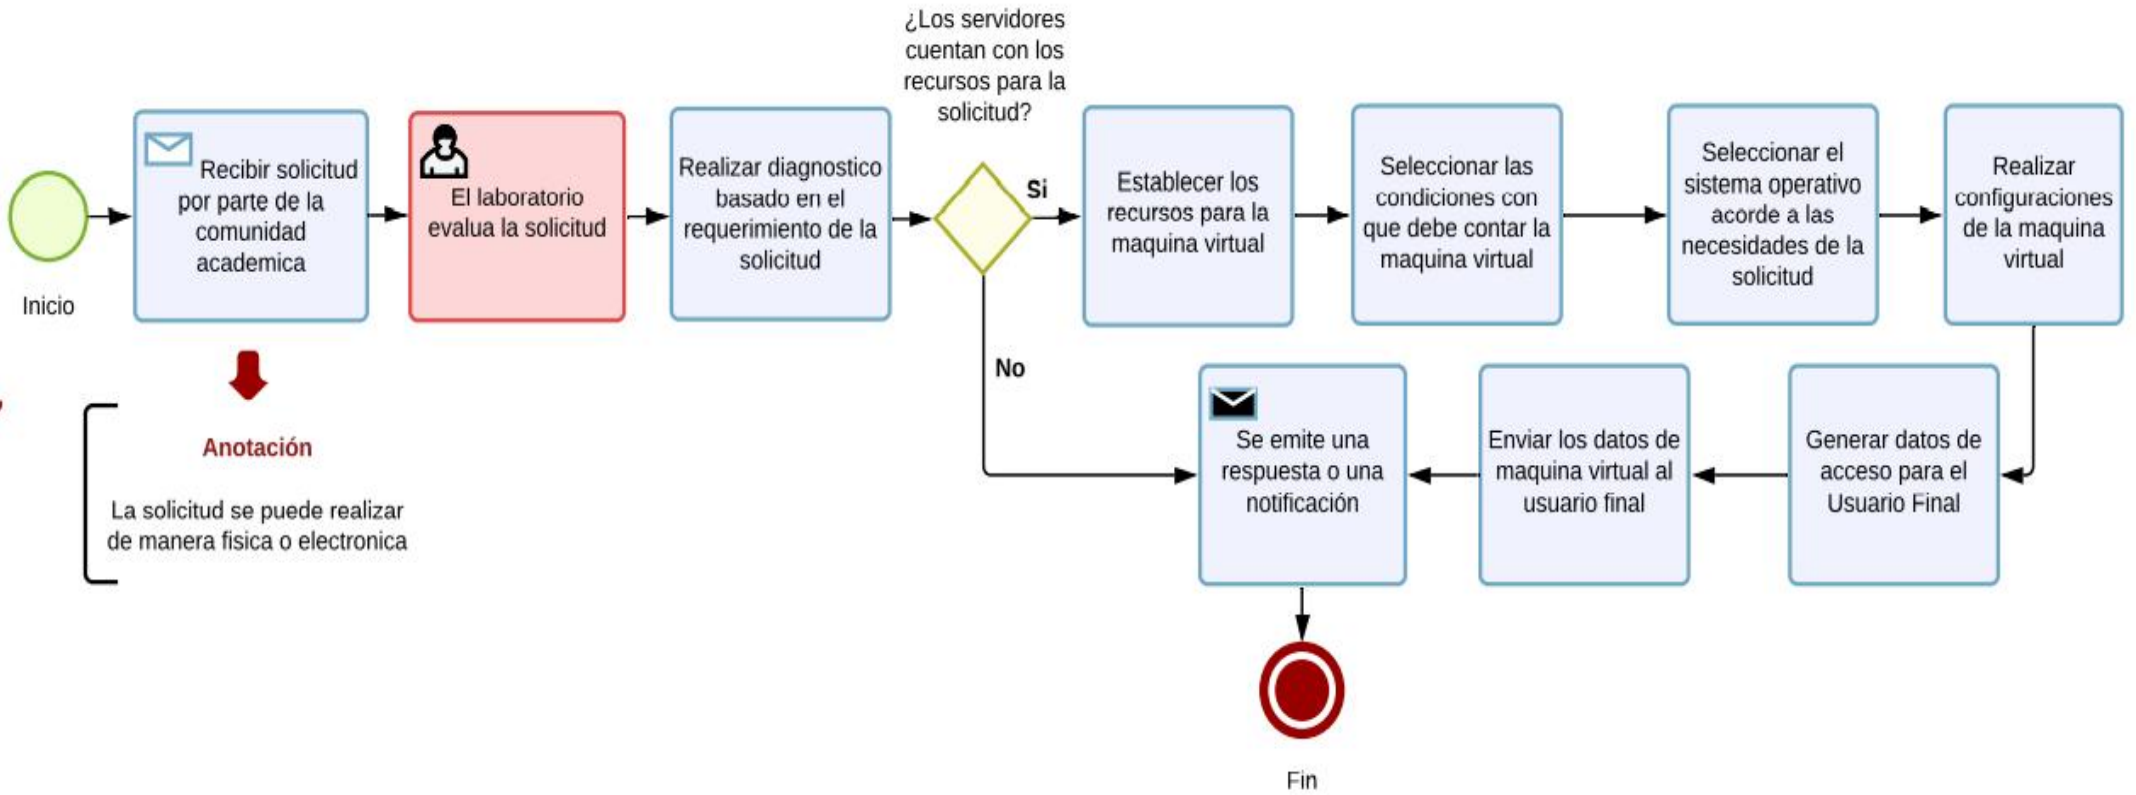 ¿Los servidores
cuentan con los
recursos para la
solicitud?
Inicio
Recibir solicitud
por parte de la
comunidad
academica
El laboratorio
evalua la solicitud
Realizar diagnostico
basado en el
requerimiento de la
solicitud
Si
Establecer los
recursos para la
maquina virtual
Seleccionar las
condiciones con
que debe contar la
maquina virtual
Seleccionar el
sistema operativo
acorde a las
necesidades de la
solicitud
Realizar
configuraciones
de la maquina
virtual
No
Anotación
La solicitud se puede realizar
de manera fisica o electronica
Se emite una
respuesta o una
notificación
Enviar los datos de
maquina virtual al
usuario final
Generar datos de
acceso para el
Usuario Final
Fin